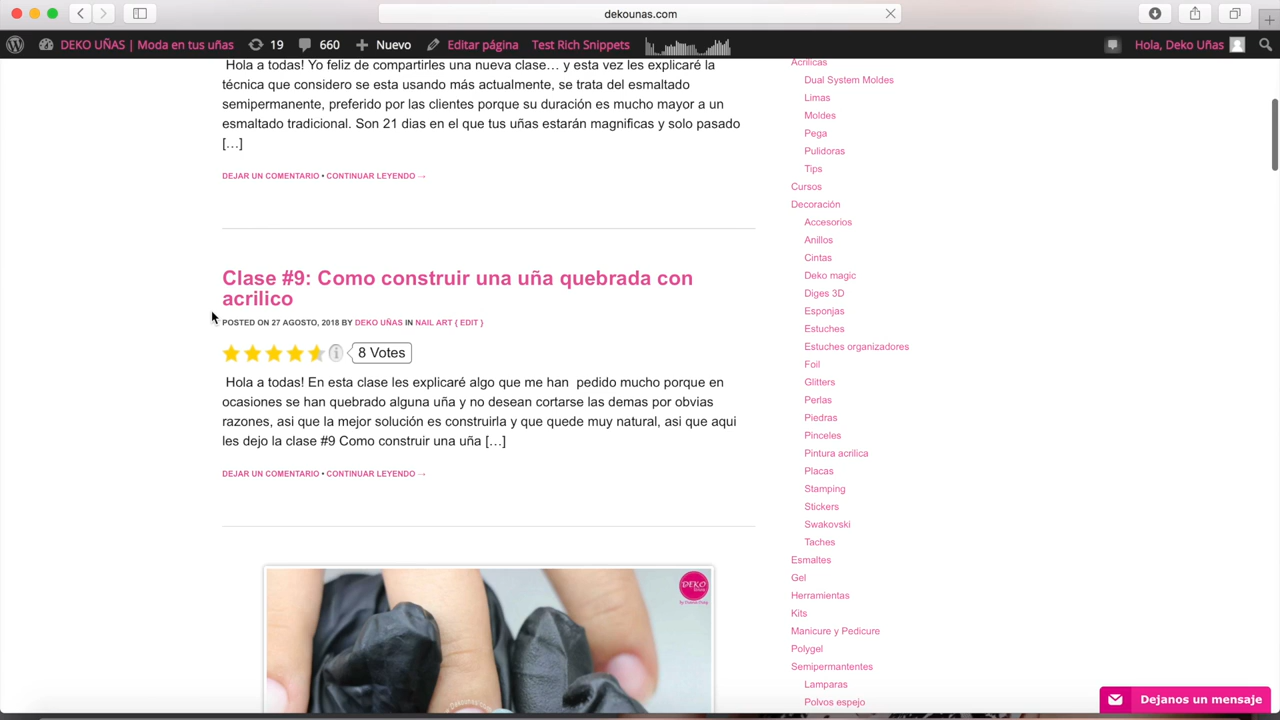 dekounas.com
DEKO UÑAS | Moda en tus uñas
19
660
Nuevo
Editar página
Test Rich Snippets
Hola, Deko Uñas
Hola a todas! Yo feliz de compartirles una nueva clase… y esta vez les explicaré la
técnica que considero se esta usando más actualmente, se trata del esmaltado
semipermanente, preferido por las clientes porque su duración es mucho mayor a un
esmaltado tradicional. Son 21 dias en el que tus uñas estarán magnificas y solo pasado
[…]
DEJAR UN COMENTARIO • CONTINUAR LEYENDO →
Clase #9: Como construir una uña quebrada con
acrilico
POSTED ON 27 AGOSTO, 2018 BY DEKO UÑAS IN NAIL ART { EDIT }
8 Votes
Hola a todas! En esta clase les explicaré algo que me han pedido mucho porque en
ocasiones se han quebrado alguna uña y no desean cortarse las demas por obvias
razones, asi que la mejor solución es construirla y que quede muy natural, asi que aqui
les dejo la clase #9 Como construir una uña […]
DEJAR UN COMENTARIO • CONTINUAR LEYENDO →
DEKO
Acrilicas
Dual System Moldes
Limas
Moldes
Pega
Pulidoras
Tips
Cursos
Decoración
Accesorios
Anillos
Cintas
Deko magic
Diges 3D
Esponjas
Estuches
Estuches organizadores
Foil
Glitters
Perlas
Piedras
Pinceles
Pintura acrilica
Placas
Stamping
Stickers
Swakovski
Taches
Esmaltes
Gel
Herramientas
Kits
Manicure y Pedicure
Polygel
Semipermantentes
Lamparas
Polvos espejo
Dejanos un mensaje